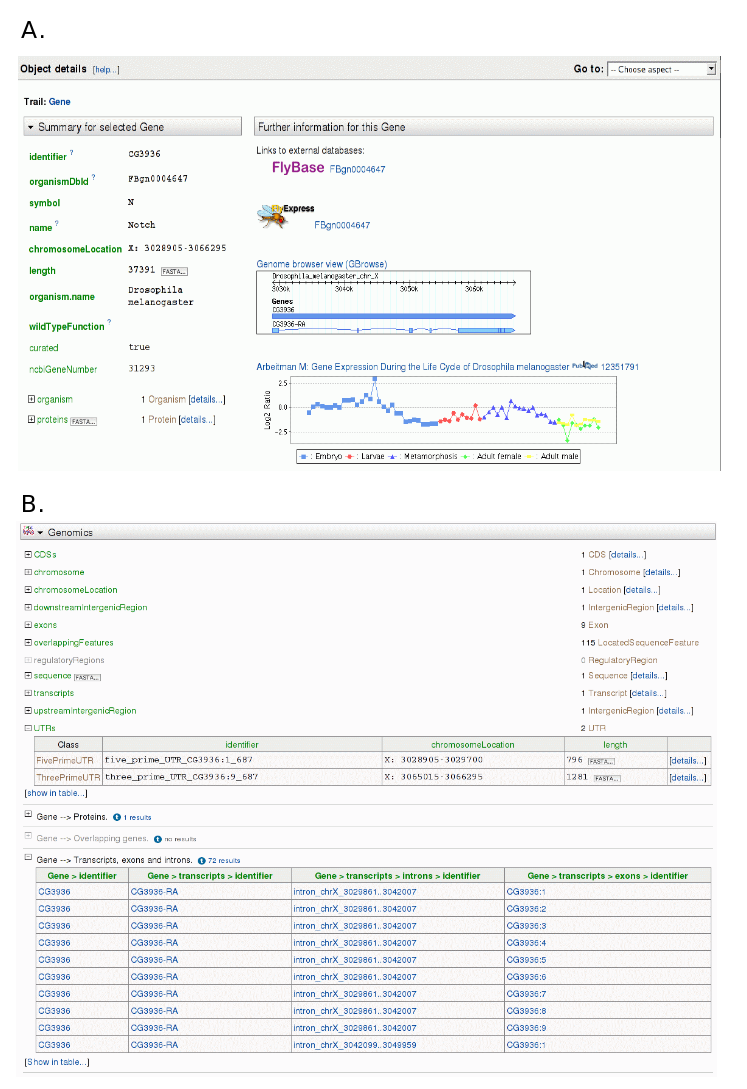 A.
Object details [help...] Go to: -- Choose aspect --
Trail: Gene
Summary for selected Gene
identifier ? CG3936
organismDbId ? FBgn0004647
symbol N
name ? Notch
chromosomeLocation X: 3028905-3066295
length 37391 FASTA...
organism.name Drosophila melanogaster
wildTypeFunction ?
curated true
ncbiGeneNumber 31293
organism 1 Organism [details...]
proteins FASTA... 1 Protein [details...]
Further information for this Gene
Links to external databases:
FlyBase FBgn0004647
FlyExpress
FBgn0004647
Genome browser view (GBrowse)
Drosophila_melanogaster_chr_X
3030k 3040k 3050k 3060k
Genes
CG3936
CG3936-RA
Arbeitman M: Gene Expression During the Life Cycle of Drosophila melanogaster PubMed 12351791
Log2 Ratio
2.5
0.0
-2.5
: Embryo : Larvae : Metamorphosis : Adult female : Adult male
B.
Genomics
CDSs 1 CDS [details...]
chromosome 1 Chromosome [details...]
chromosomeLocation 1 Location [details...]
downstreamIntergenicRegion 1 IntergenicRegion [details...]
exons 9 Exon
overlappingFeatures 115 LocatedSequenceFeature
regulatoryRegions 0 RegulatoryRegion
sequence FASTA... 1 Sequence [details...]
transcripts 1 Transcript [details...]
upstreamIntergenicRegion 1 IntergenicRegion [details...]
UTRs 2 UTR
Class identifier chromosomeLocation length
FivePrimeUTR five_prime_UTR_CG3936:1_687 X: 3028905-3029700 796 FASTA... [details...]
ThreePrimeUTR three_prime_UTR_CG3936:9_687 X: 3065015-3066295 1281 FASTA... [details...]
[show in table...]
Gene --> Proteins. 1 results
Gene --> Overlapping genes. no results
Gene --> Transcripts, exons and introns. 72 results
Gene > identifier Gene > transcripts > identifier Gene > transcripts > introns > identifier Gene > transcripts > exons > identifier
CG3936 CG3936-RA intron_chrX_3029861..3042007 CG3936:1
CG3936 CG3936-RA intron_chrX_3029861..3042007 CG3936:2
CG3936 CG3936-RA intron_chrX_3029861..3042007 CG3936:3
CG3936 CG3936-RA intron_chrX_3029861..3042007 CG3936:4
CG3936 CG3936-RA intron_chrX_3029861..3042007 CG3936:5
CG3936 CG3936-RA intron_chrX_3029861..3042007 CG3936:6
CG3936 CG3936-RA intron_chrX_3029861..3042007 CG3936:7
CG3936 CG3936-RA intron_chrX_3029861..3042007 CG3936:8
CG3936 CG3936-RA intron_chrX_3029861..3042007 CG3936:9
CG3936 CG3936-RA intron_chrX_3042099..3049959 CG3936:1
[Show in table...]